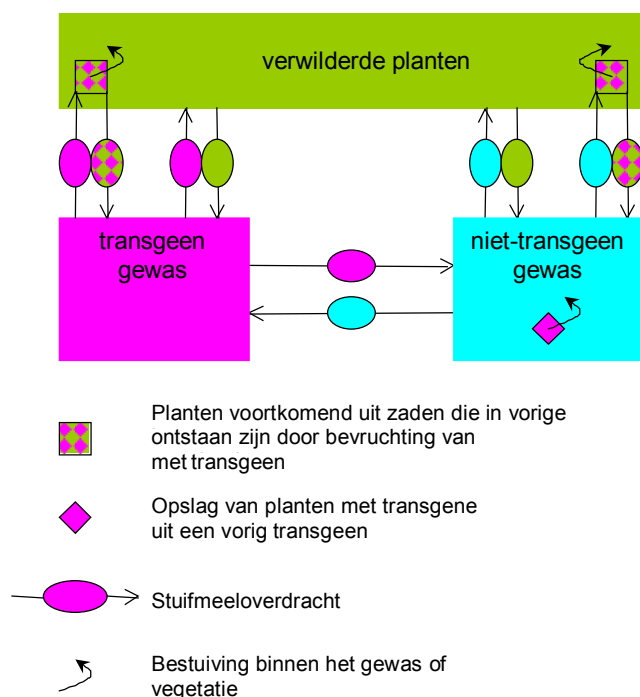 verwilderde planten
transgeen
gewas
niet-transgeen
gewas
Planten voortkomend uit zaden die in vorige
ontstaan zijn door bevruchting van
met transgeen
Opslag van planten met transgene
uit een vorig transgeen
Stuifmeeloverdracht
Bestuiving binnen het gewas of
vegetatie